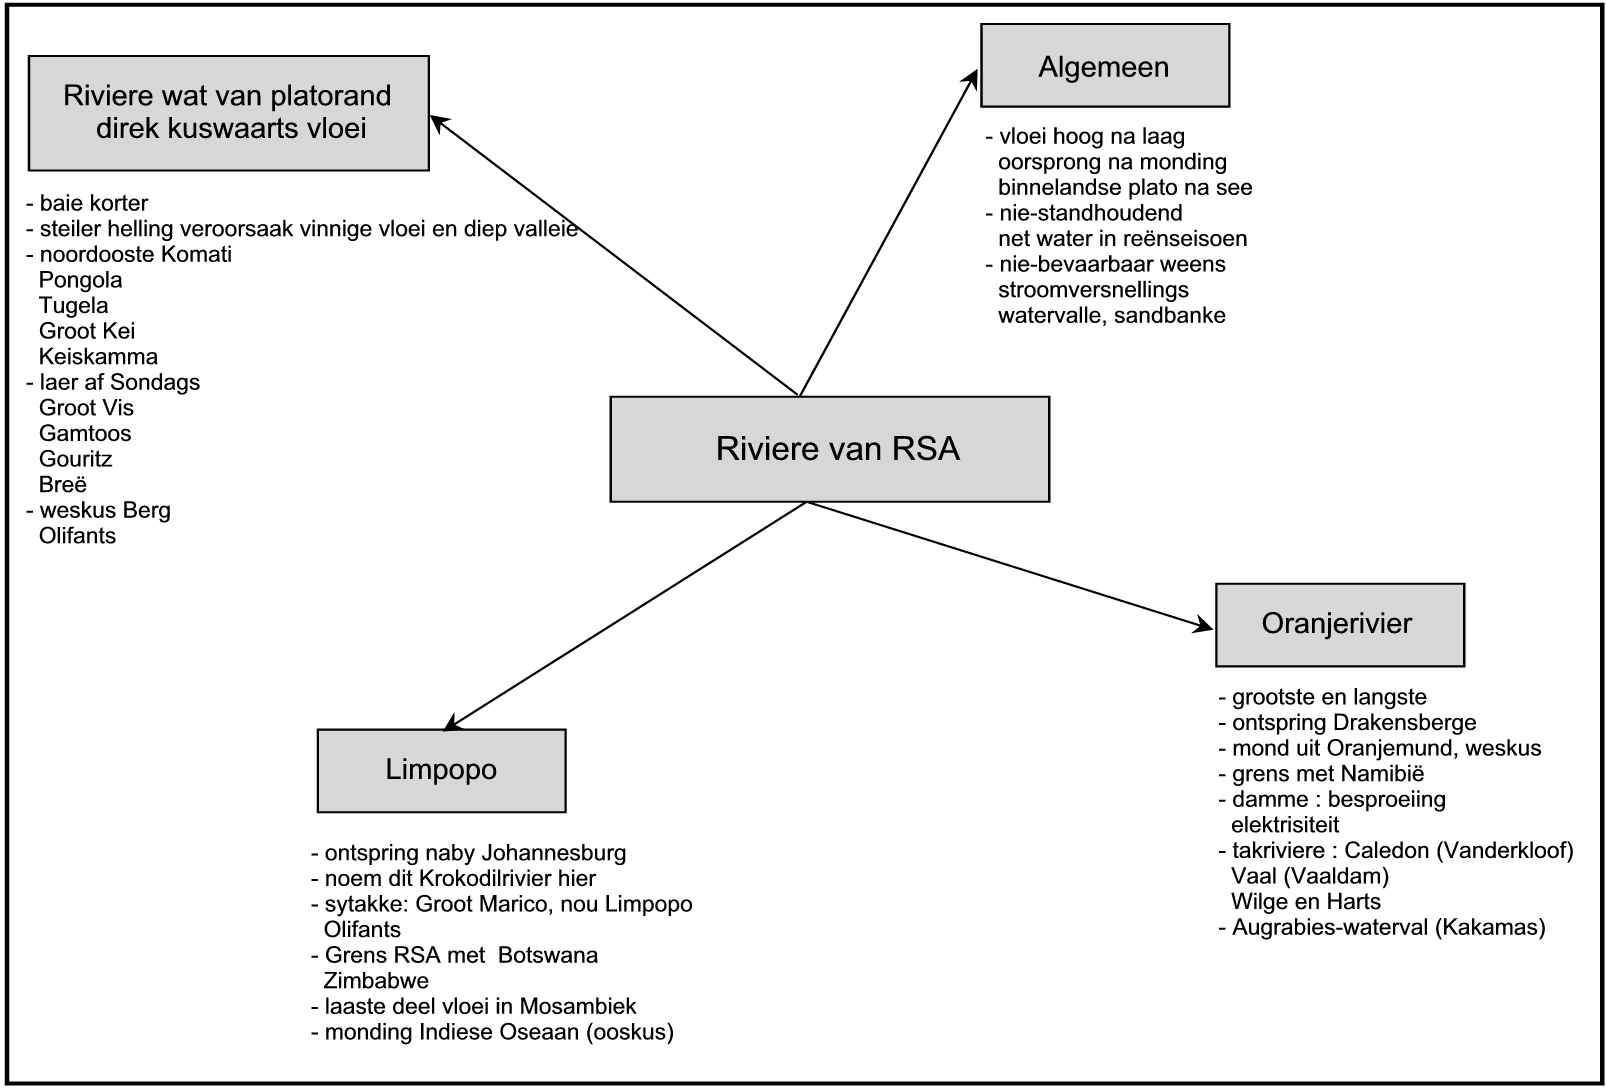 Riviere wat van platorand
direk kuswaarts vloei
- baie korter
- steiler helling veroorsaak vinnige vloei en diep valleie
- noordooste Komati
Pongola
Tugela
Groot Kei
Keiskamma
- laer af Sondags
Groot Vis
Gamtoos
Gouritz
Breë
- weskus Berg
Olifants
Algemeen
- vloei hoog na laag
oorsprong na monding
binnelandse plato na see
- nie-standhoudend
net water in reënseisoen
- nie-bevaarbaar weens
stroomversnellings
watervalle, sandbanke
Riviere van RSA
Limpopo
- ontspring naby Johannesburg
- noem dit Krokodilrivier hier
- sytakke: Groot Marico, nou Limpopo
Olifants
- Grens RSA met Botswana
Zimbabwe
- laaste deel vloei in Mosambiek
- monding Indiese Oseaan (ooskus)
Oranjerivier
- grootste en langste
- ontspring Drakensberge
- mond uit Oranjemund, weskus
- grens met Namibië
- damme : besproeiing
elektrisiteit
- takriviere : Caledon (Vanderkloof)
Vaal (Vaaldam)
Wilge en Harts
- Augrabies-waterval (Kakamas)